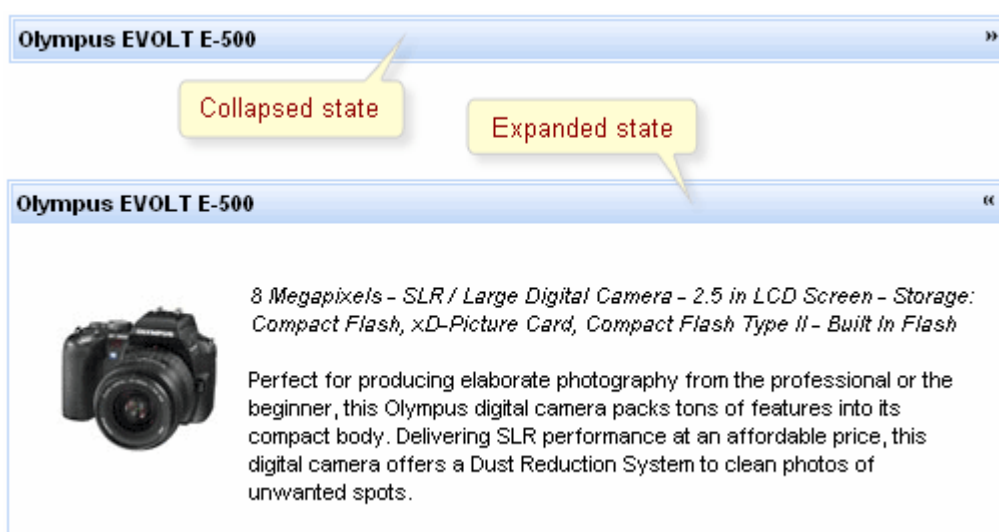 Olympus EVOLT E-500 »
Collapsed state
Expanded state
Olympus EVOLT E-500 «
8 Megapixels - SLR / Large Digital Camera - 2.5 in LCD Screen - Storage:
Compact Flash, xD-Picture Card, Compact Flash Type II - Built In Flash
Perfect for producing elaborate photography from the professional or the
beginner, this Olympus digital camera packs tons of features into its
compact body. Delivering SLR performance at an affordable price, this
digital camera offers a Dust Reduction System to clean photos of
unwanted spots.
OLYMPUS